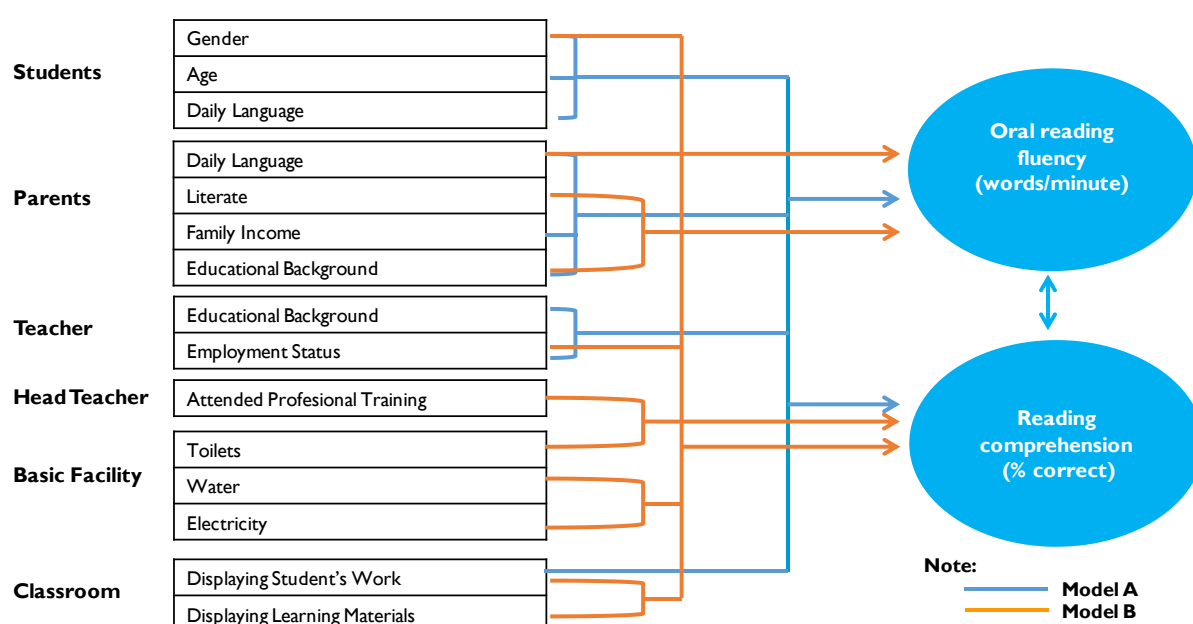 Students
Gender
Age
Daily Language
Parents
Daily Language
Literate
Family Income
Educational Background
Teacher
Educational Background
Employment Status
Head Teacher
Attended Profesional Training
Basic Facility
Toilets
Water
Electricity
Classroom
Displaying Student's Work
Displaying Learning Materials
Oral reading
fluency
(words/minute)
Reading
comprehension
(% correct)
Note:
Model A
Model B